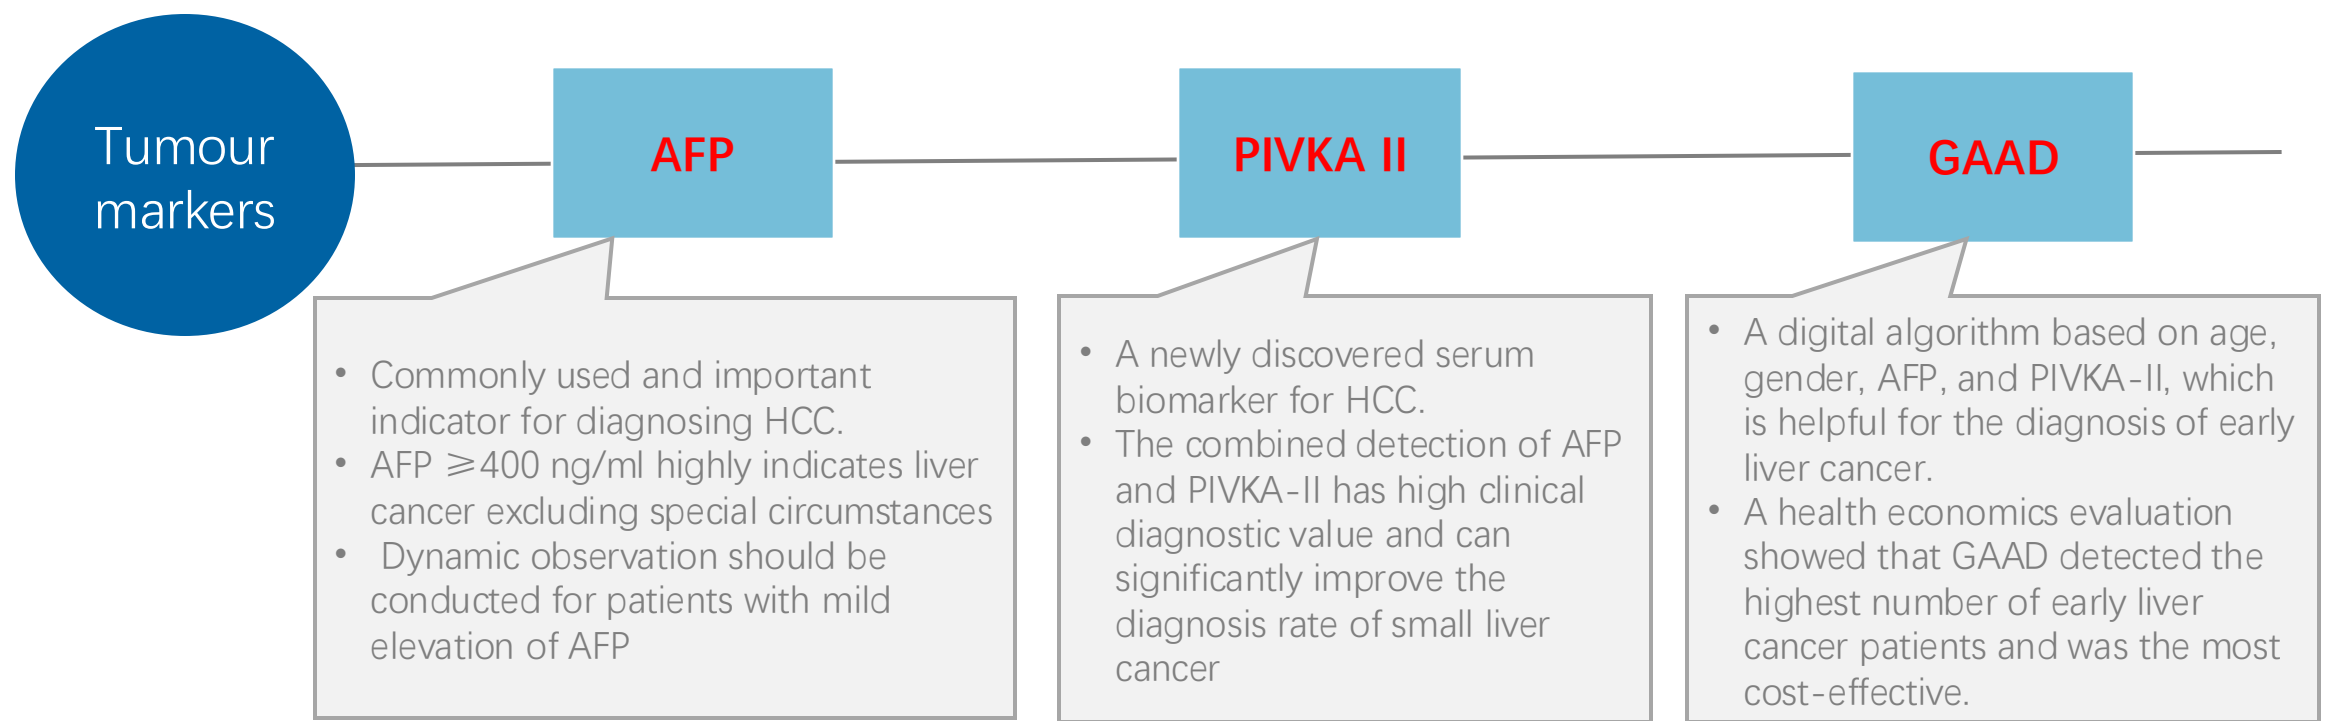 Tumour
markers
AFP
PIVKA II
GAAD
• Commonly used and important
indicator for diagnosing HCC.
• AFP ≥400 ng/ml highly indicates liver
cancer excluding special circumstances
• Dynamic observation should be
conducted for patients with mild
elevation of AFP
• A newly discovered serum
biomarker for HCC.
• The combined detection of AFP
and PIVKA-II has high clinical
diagnostic value and can
significantly improve the
diagnosis rate of small liver
cancer
• A digital algorithm based on age,
gender, AFP, and PIVKA-II, which
is helpful for the diagnosis of early
liver cancer.
• A health economics evaluation
showed that GAAD detected the
highest number of early liver
cancer patients and was the most
cost-effective.